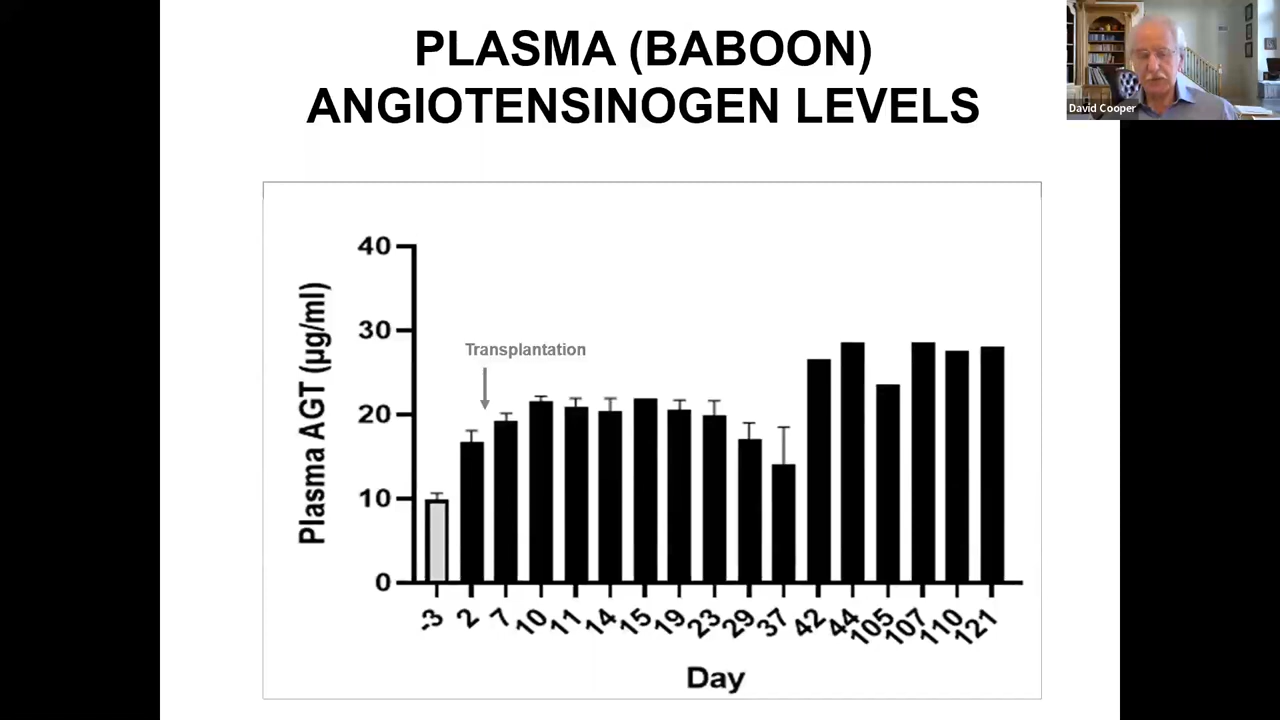 PLASMA (BABOON)
ANGIOTENSINOGEN LEVELS
David Cooper
Plasma AGT (µg/ml)
40
30
20
10
0
Transplantation
-3 2 7 10 11 14 15 19 23 29 37 42 44 105 107 110 121
Day